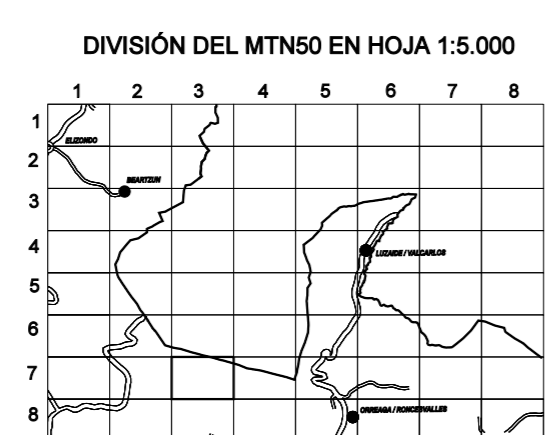 DIVISIÓN DEL MTN50 EN HOJA 1:5.000
1 2 3 4 5 6 7 8
1
ELIZONDO
2
BEARTZUN
3
4
LUZAIDE / VALCARLOS
5
6
7
8
ORREAGA / RONCESVALLES